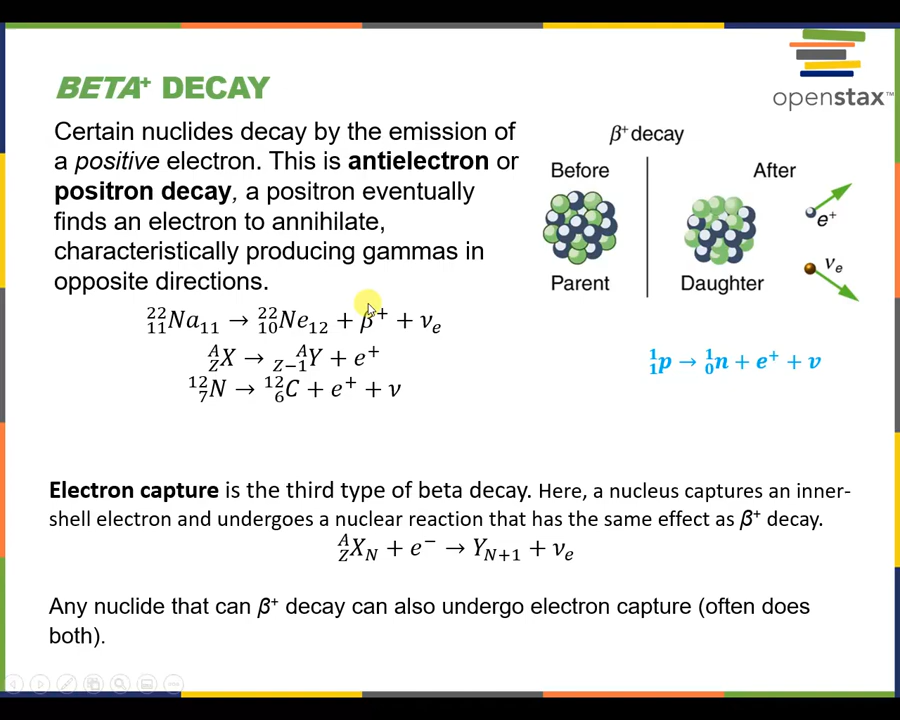 BETA⁺ DECAY
openstax™
Certain nuclides decay by the emission of
a positive electron. This is antielectron or
positron decay, a positron eventually
finds an electron to annihilate,
characteristically producing gammas in
opposite directions.
²²₁₁Na₁₁ → ²²₁₀Ne₁₂ + β⁺ + νₑ
ᴬ_ZX → ᴬ_Z−1Y + e⁺
¹²₇N → ¹²₆C + e⁺ + ν
β⁺ decay
Before
After
e⁺
νₑ
Parent
Daughter
¹₁p → ¹₀n + e⁺ + ν
Electron capture is the third type of beta decay. Here, a nucleus captures an inner-
shell electron and undergoes a nuclear reaction that has the same effect as β⁺ decay.
ᴬ_ZX_N + e⁻ → Y_N+1 + νₑ
Any nuclide that can β⁺ decay can also undergo electron capture (often does
both).